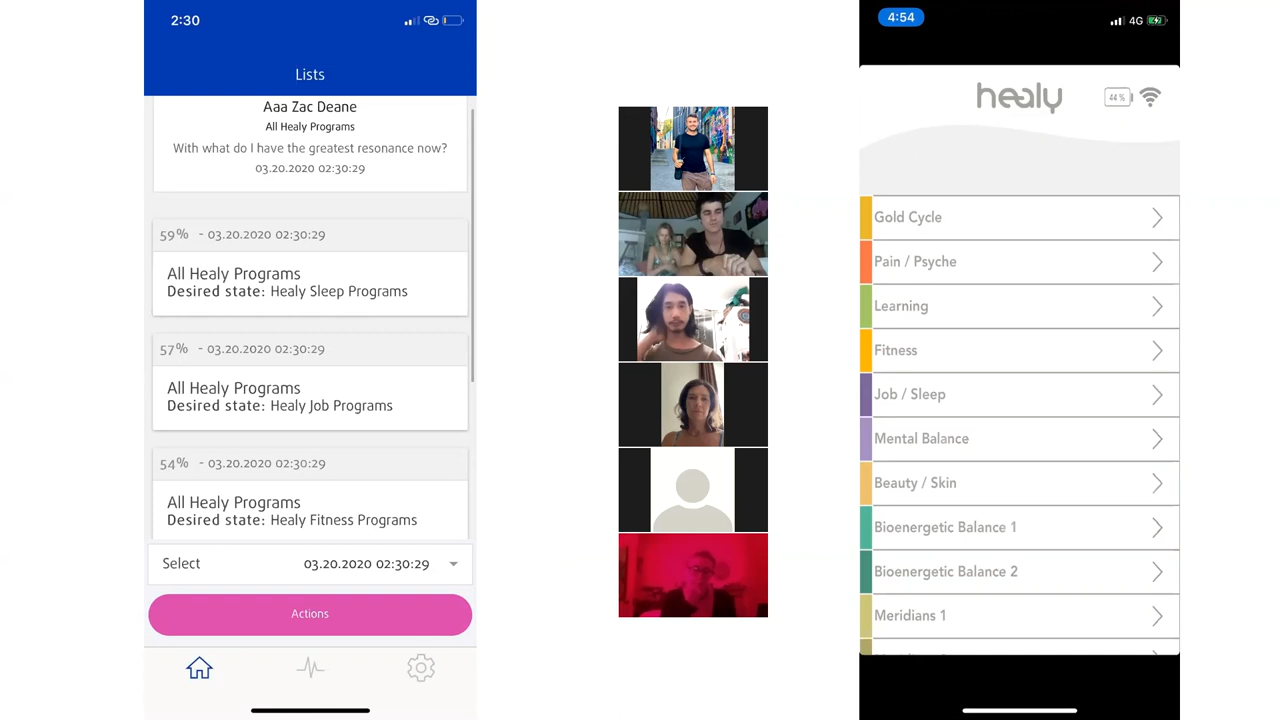 2:30
Lists
Aaa Zac Deane
All Healy Programs
With what do I have the greatest resonance now?
03.20.2020 02:30:29
59% - 03.20.2020 02:30:29
All Healy Programs
Desired state: Healy Sleep Programs
57% - 03.20.2020 02:30:29
All Healy Programs
Desired state: Healy Job Programs
54% - 03.20.2020 02:30:29
All Healy Programs
Desired state: Healy Fitness Programs
Select 03.20.2020 02:30:29
Actions
4:54 4G
healy 44 %
Gold Cycle
Pain / Psyche
Learning
Fitness
Job / Sleep
Mental Balance
Beauty / Skin
Bioenergetic Balance 1
Bioenergetic Balance 2
Meridians 1